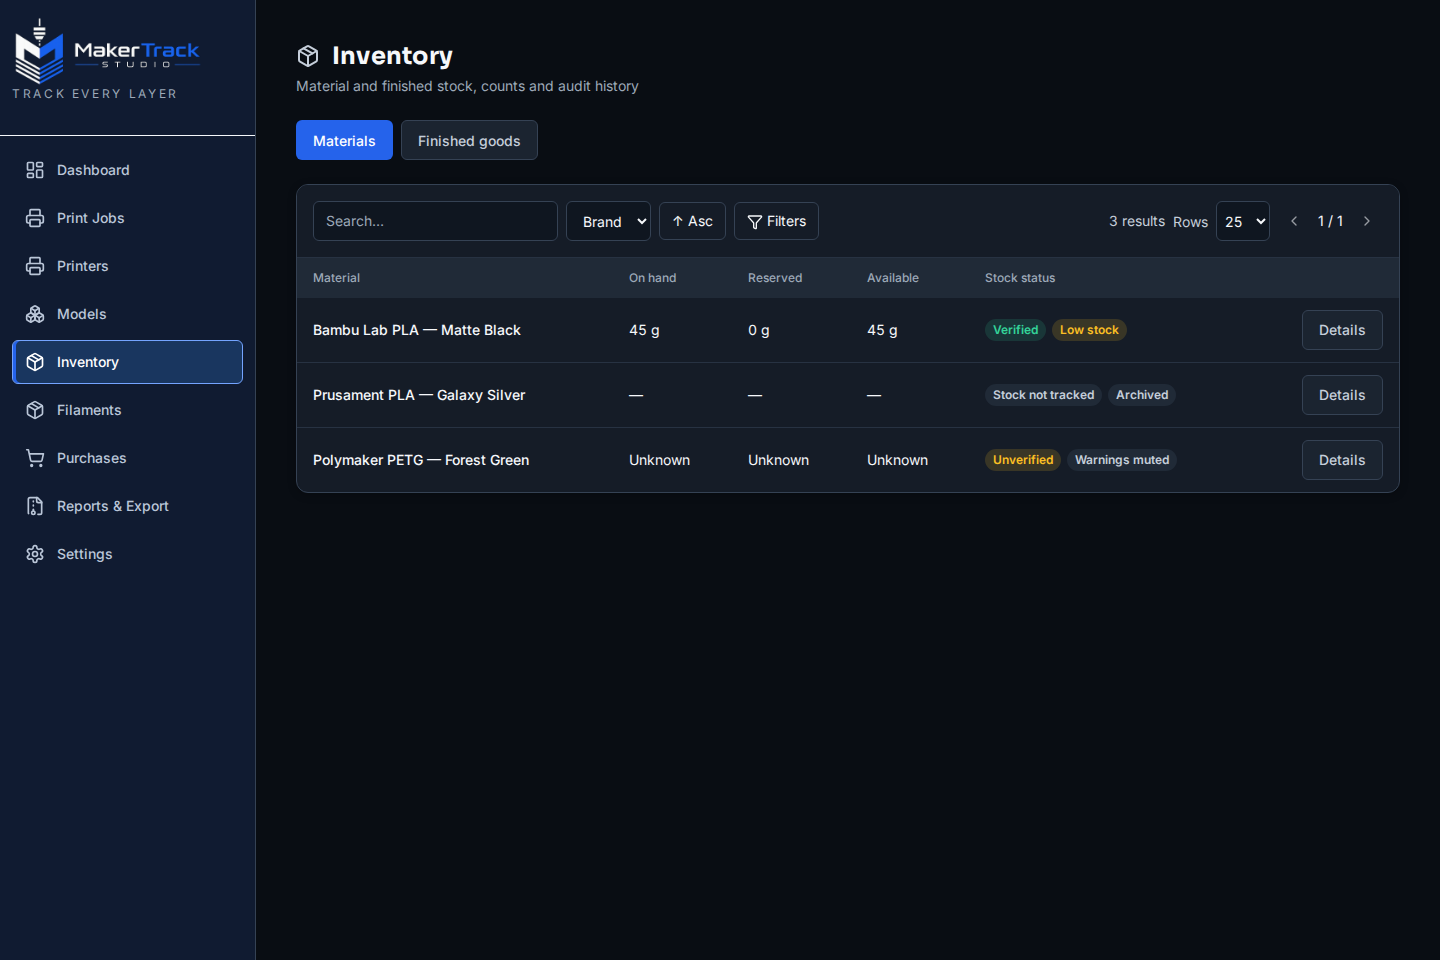 MakerTrack
STUDIO
TRACK EVERY LAYER
Dashboard
Print Jobs
Printers
Models
Inventory
Filaments
Purchases
Reports & Export
Settings
Inventory
Material and finished stock, counts and audit history
Materials Finished goods
Search... Brand ↑ Asc Filters 3 results Rows 25 1 / 1
Material On hand Reserved Available Stock status
Bambu Lab PLA — Matte Black 45 g 0 g 45 g Verified Low stock Details
Prusament PLA — Galaxy Silver — — — Stock not tracked Archived Details
Polymaker PETG — Forest Green Unknown Unknown Unknown Unverified Warnings muted Details